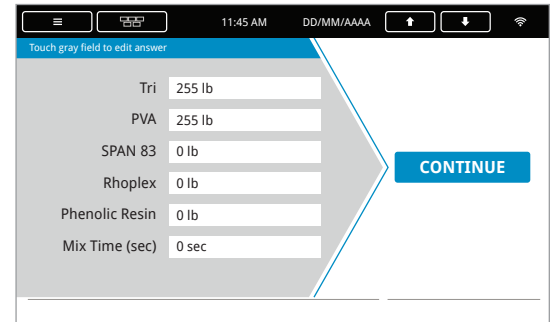 11:45 AM DD/MM/AAAA
Touch gray field to edit answer
Tri 255 lb
PVA 255 lb
SPAN 83 0 lb
Rhoplex 0 lb
Phenolic Resin 0 lb
Mix Time (sec) 0 sec
CONTINUE